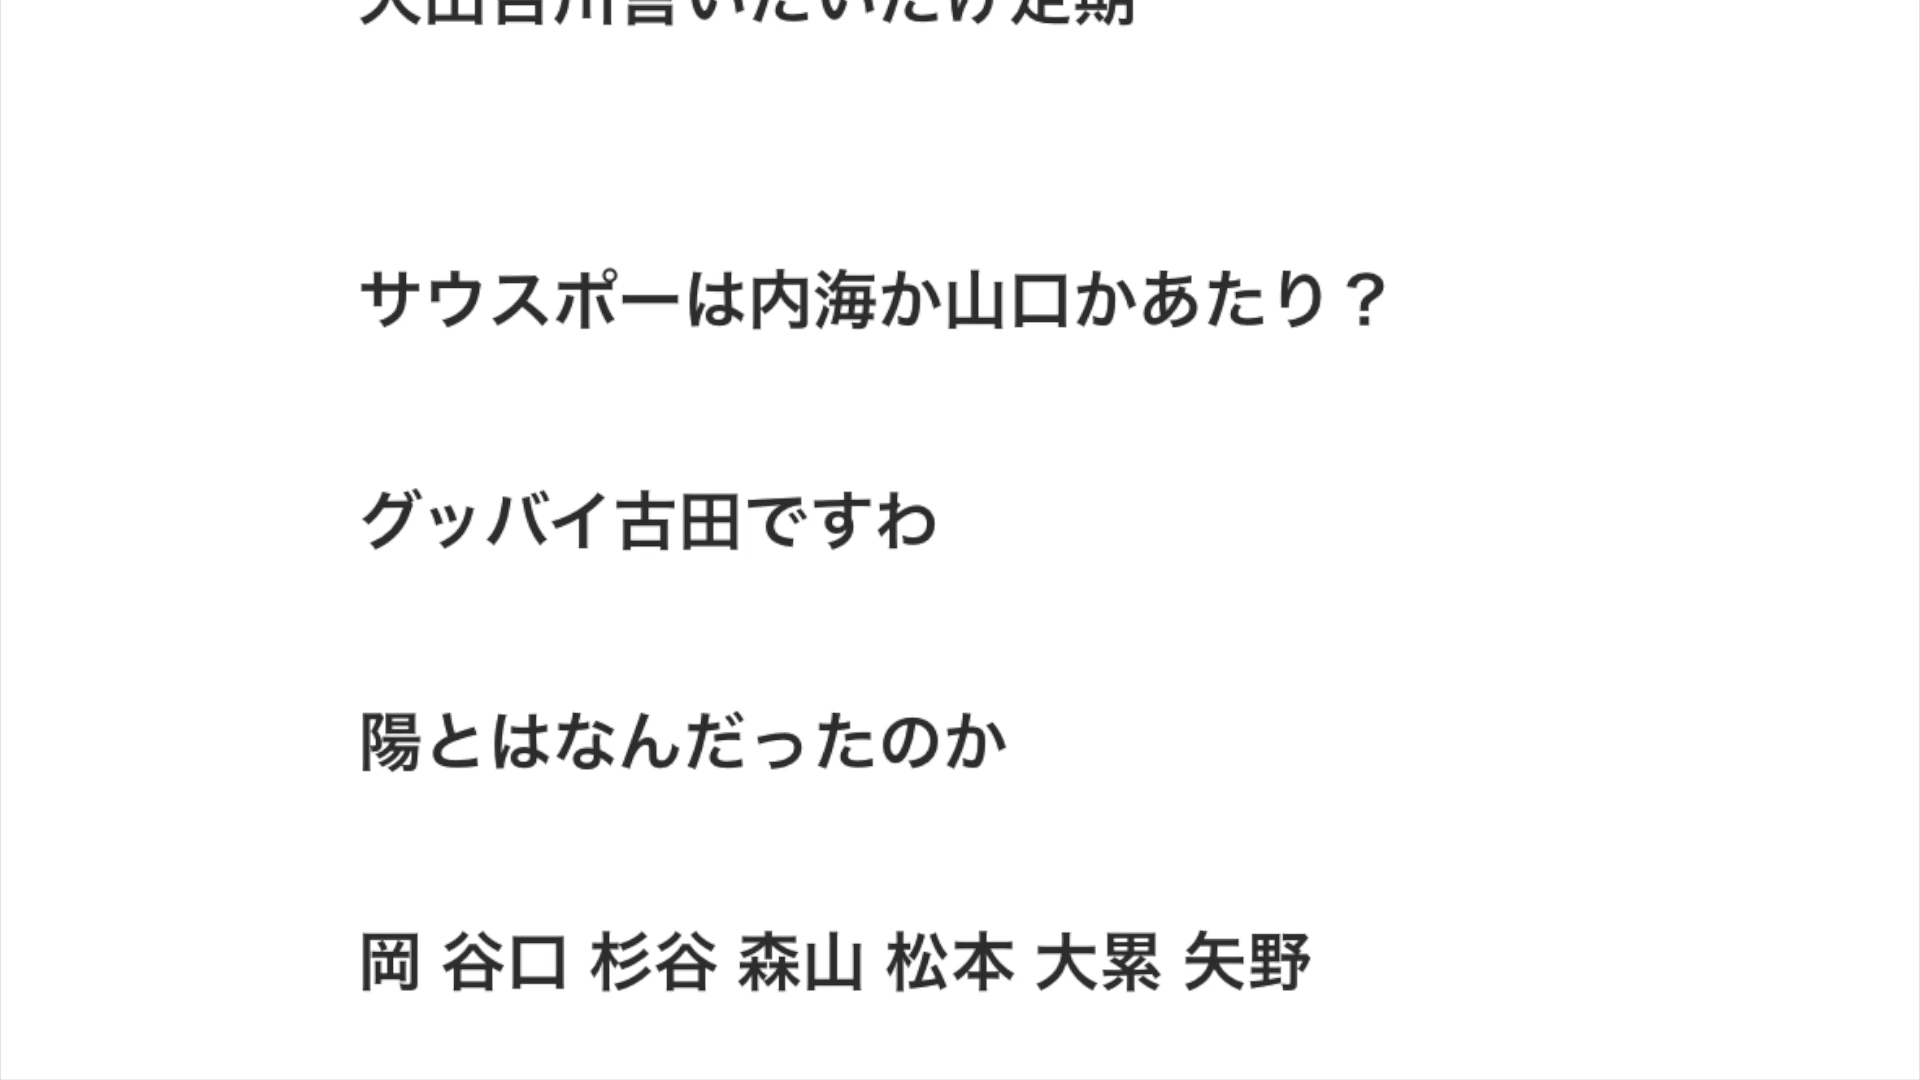 サウスポーは内海か山口かあたり？
グッバイ古田ですわ
陽とはなんだったのか
岡 谷口 杉谷 森山 松本 大累 矢野